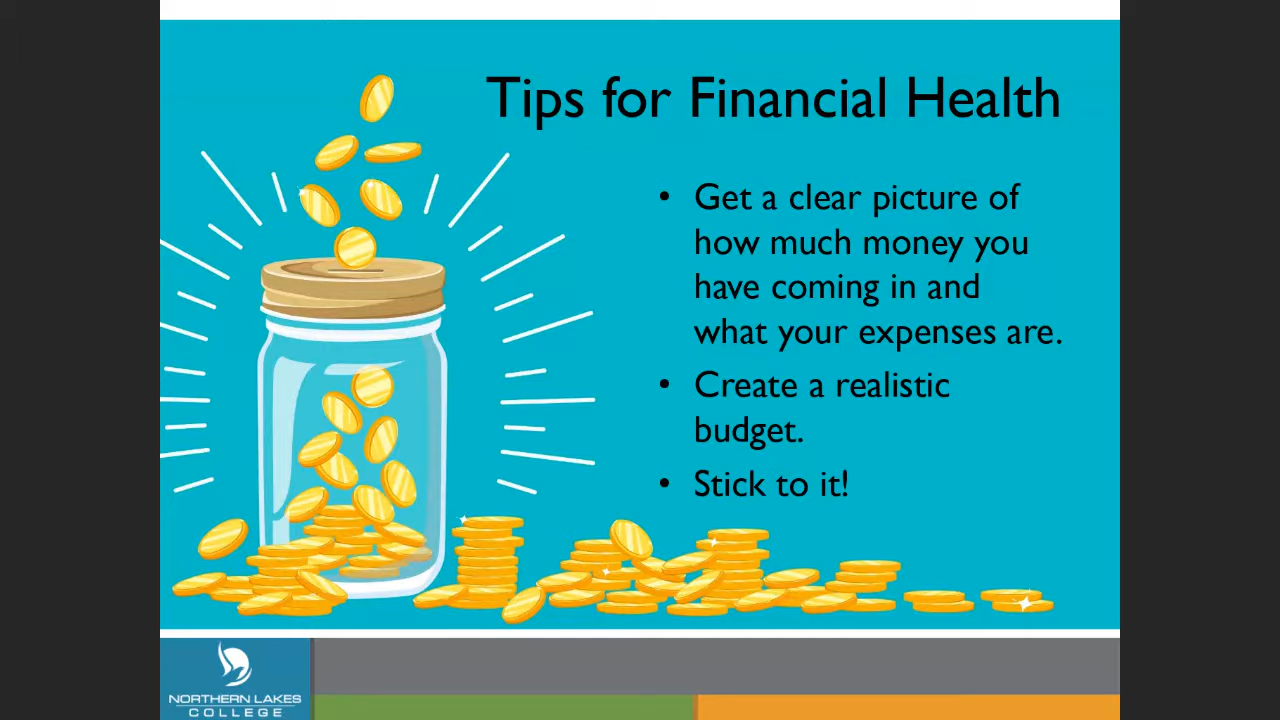 Tips for Financial Health
• Get a clear picture of
how much money you
have coming in and
what your expenses are.
• Create a realistic
budget.
• Stick to it!
NORTHERN LAKES
COLLEGE